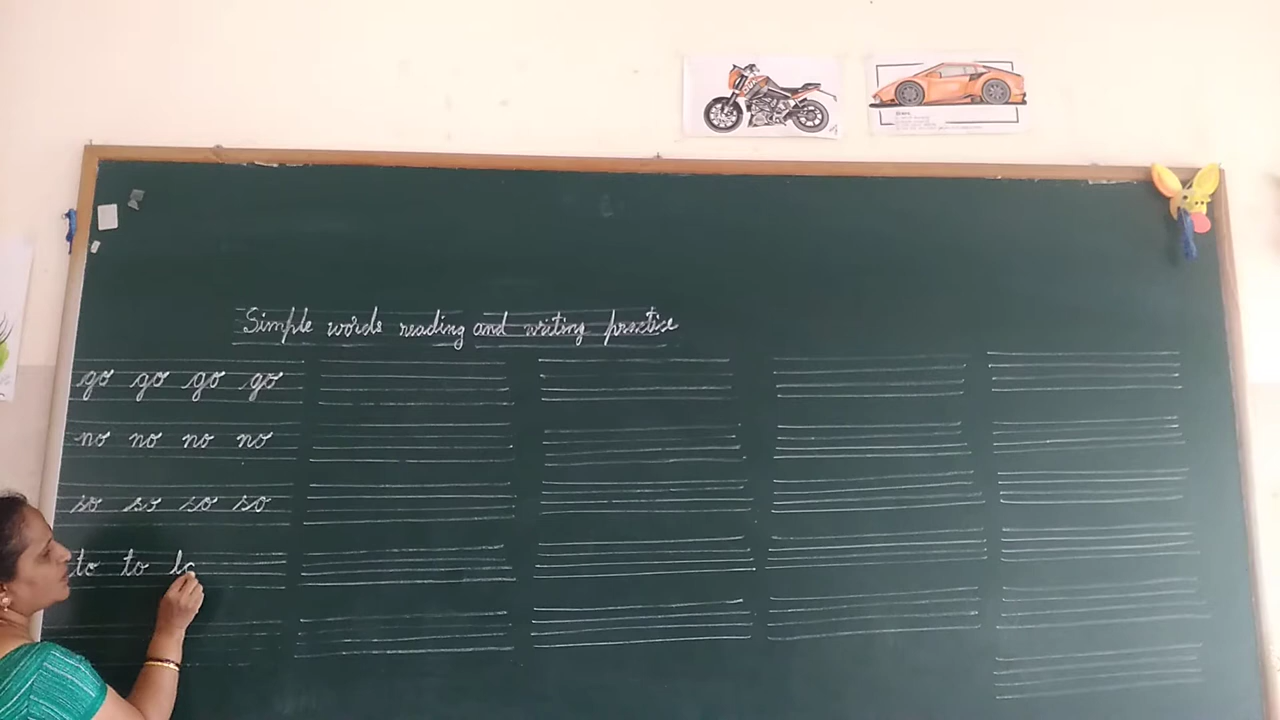 Simple words reading and writing practice
go go go go
no no no no
so so so so
to to